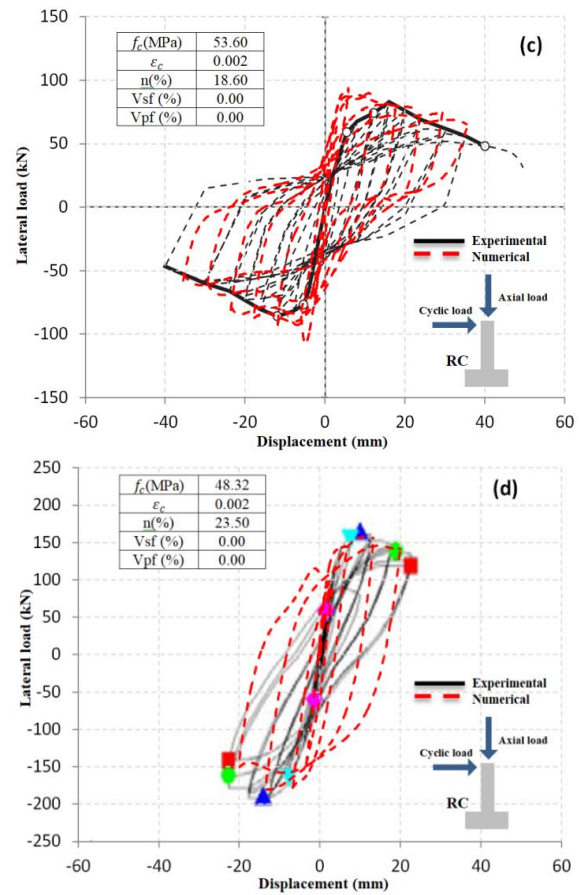 150
(c)
f_c(MPa) 53.60
ε_c 0.002
n(%) 18.60
Vsf (%) 0.00
Vpf (%) 0.00
100
50
0
-50
-100
-150
Lateral load (kN)
Experimental
Numerical
Axial load
Cyclic load
RC
-60 -40 -20 0 20 40 60
Displacement (mm)
250
(d)
f_c(MPa) 48.32
ε_c 0.002
n(%) 23.50
Vsf (%) 0.00
Vpf (%) 0.00
200
150
100
50
0
-50
-100
-150
-200
-250
Lateral load (kN)
Experimental
Numerical
Axial load
Cyclic load
RC
-60 -40 -20 0 20 40 60
Displacement (mm)